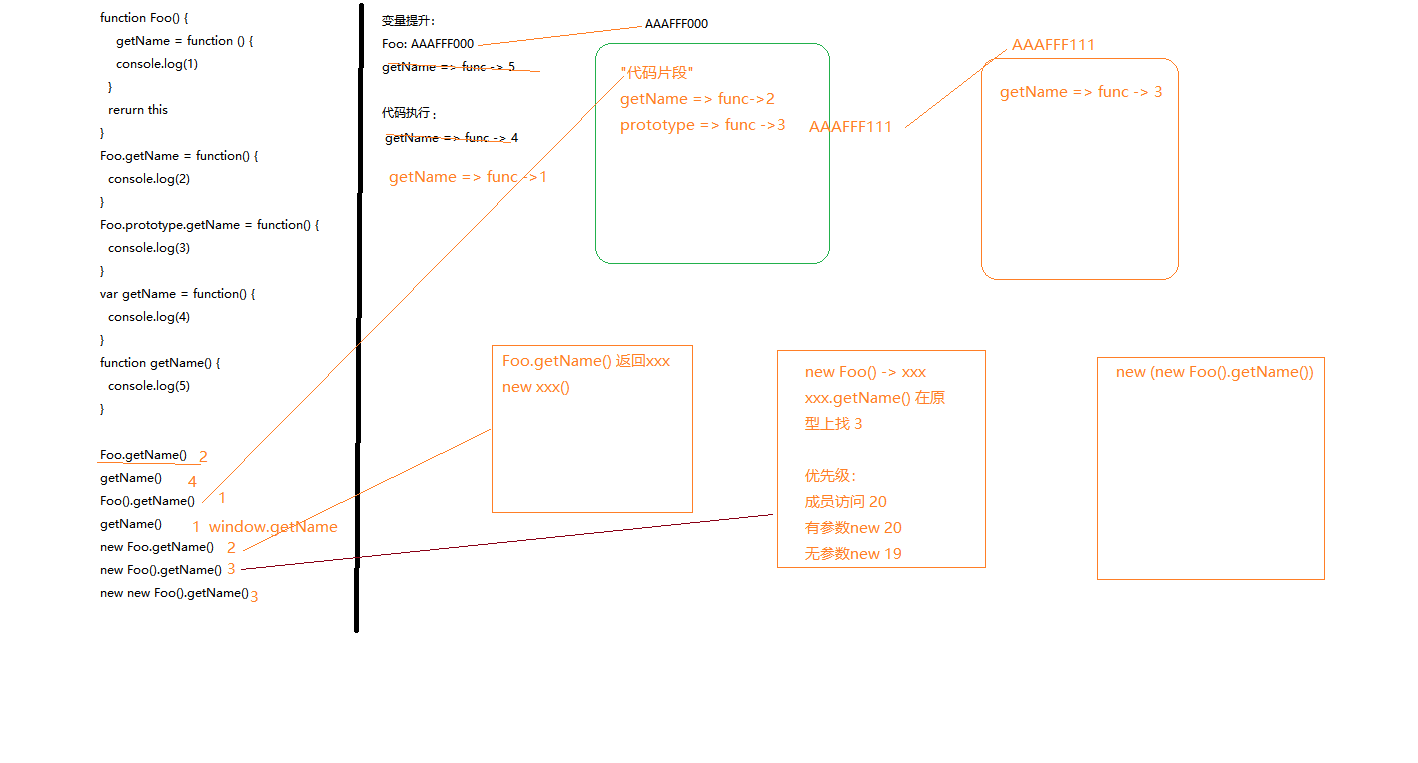 function Foo() {
getName = function () {
console.log(1)
}
rerurn this
}
Foo.getName = function() {
console.log(2)
}
Foo.prototype.getName = function() {
console.log(3)
}
var getName = function() {
console.log(4)
}
function getName() {
console.log(5)
}
Foo.getName() 2
getName() 4
Foo().getName() 1
getName() 1 window.getName
new Foo.getName() 2
new Foo().getName() 3
new new Foo().getName() 3
变量提升：
Foo: AAAFFF000
getName => func -> 5
代码执行：
getName => func -> 4
getName => func ->1
AAAFFF000
"代码片段"
getName => func->2
prototype => func ->3 AAAFFF111
AAAFFF111
getName => func -> 3
Foo.getName() 返回xxx
new xxx()
new Foo() -> xxx
xxx.getName() 在原
型上找 3
优先级：
成员访问 20
有参数new 20
无参数new 19
new (new Foo().getName())